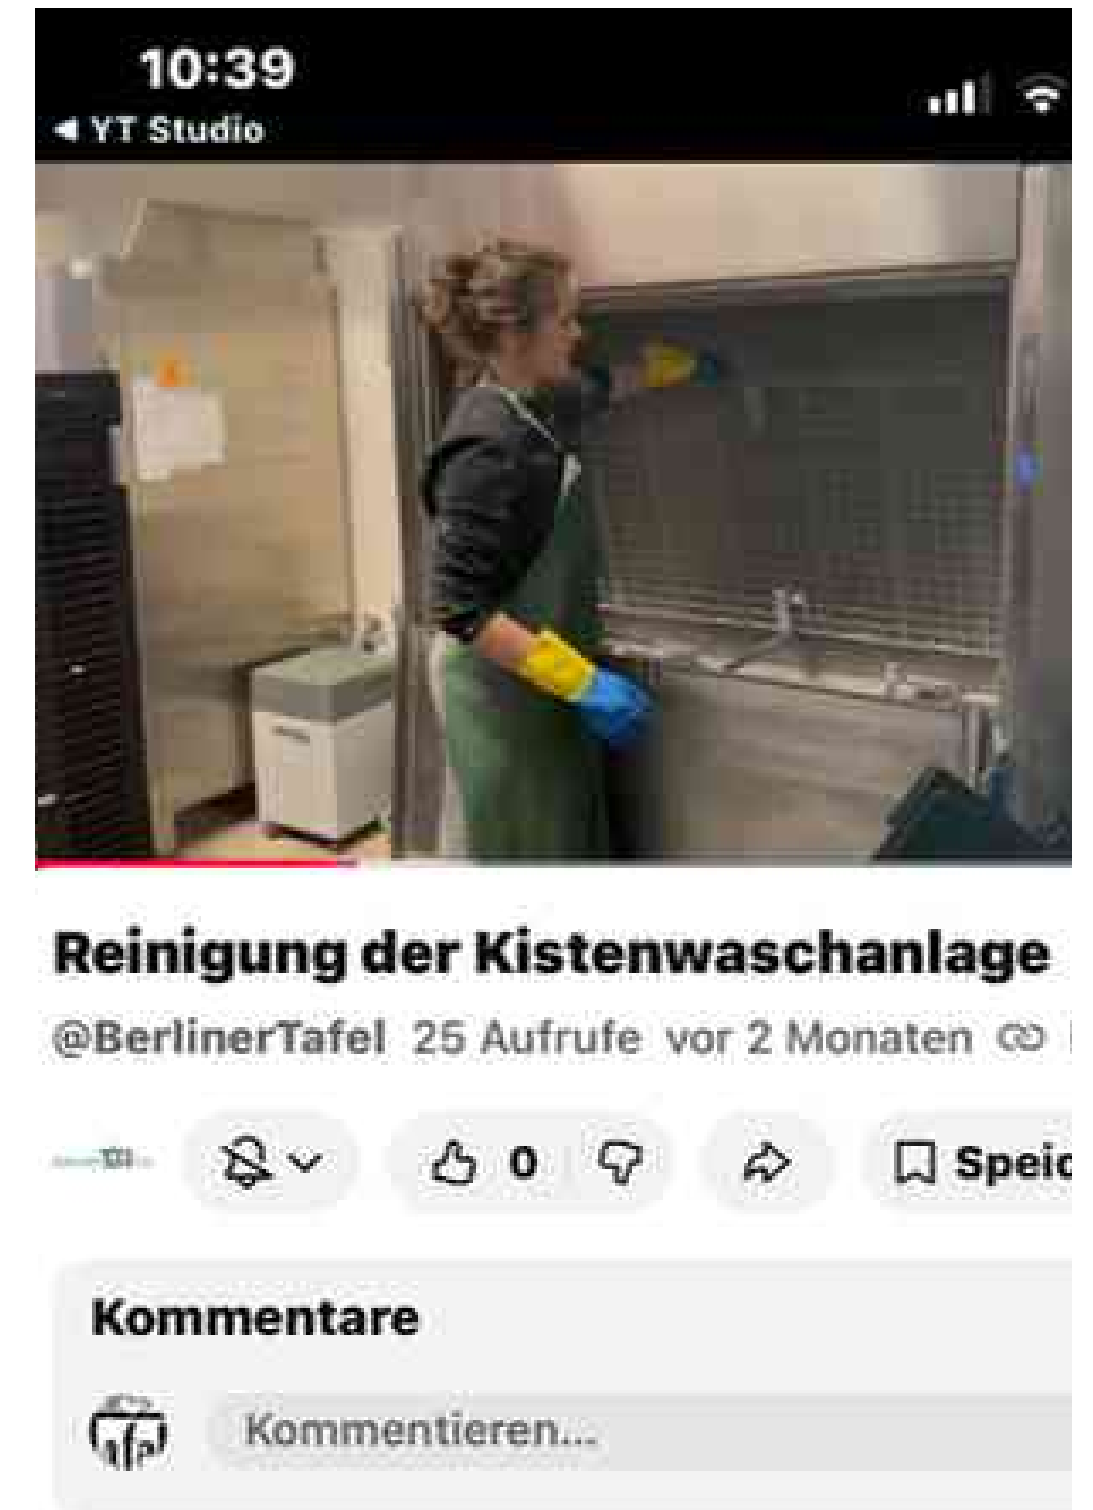 10:39
◀ YT Studio
Reinigung der Kistenwaschanlage
@BerlinerTafel 25 Aufrufe vor 2 Monaten
0
Speic
Kommentare
Kommentieren...